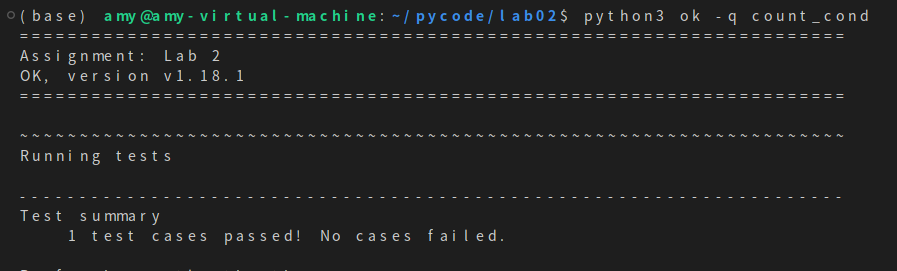 (base) amy@amy-virtual-machine:~/pycode/lab02$ python3 ok -q count_cond
=====================================================================
Assignment: Lab 2
OK, version v1.18.1
=====================================================================
~~~~~~~~~~~~~~~~~~~~~~~~~~~~~~~~~~~~~~~~~~~~~~~~~~~~~~~~~~~~~~~~~~~~~
Running tests
---------------------------------------------------------------------
Test summary
    1 test cases passed! No cases failed.